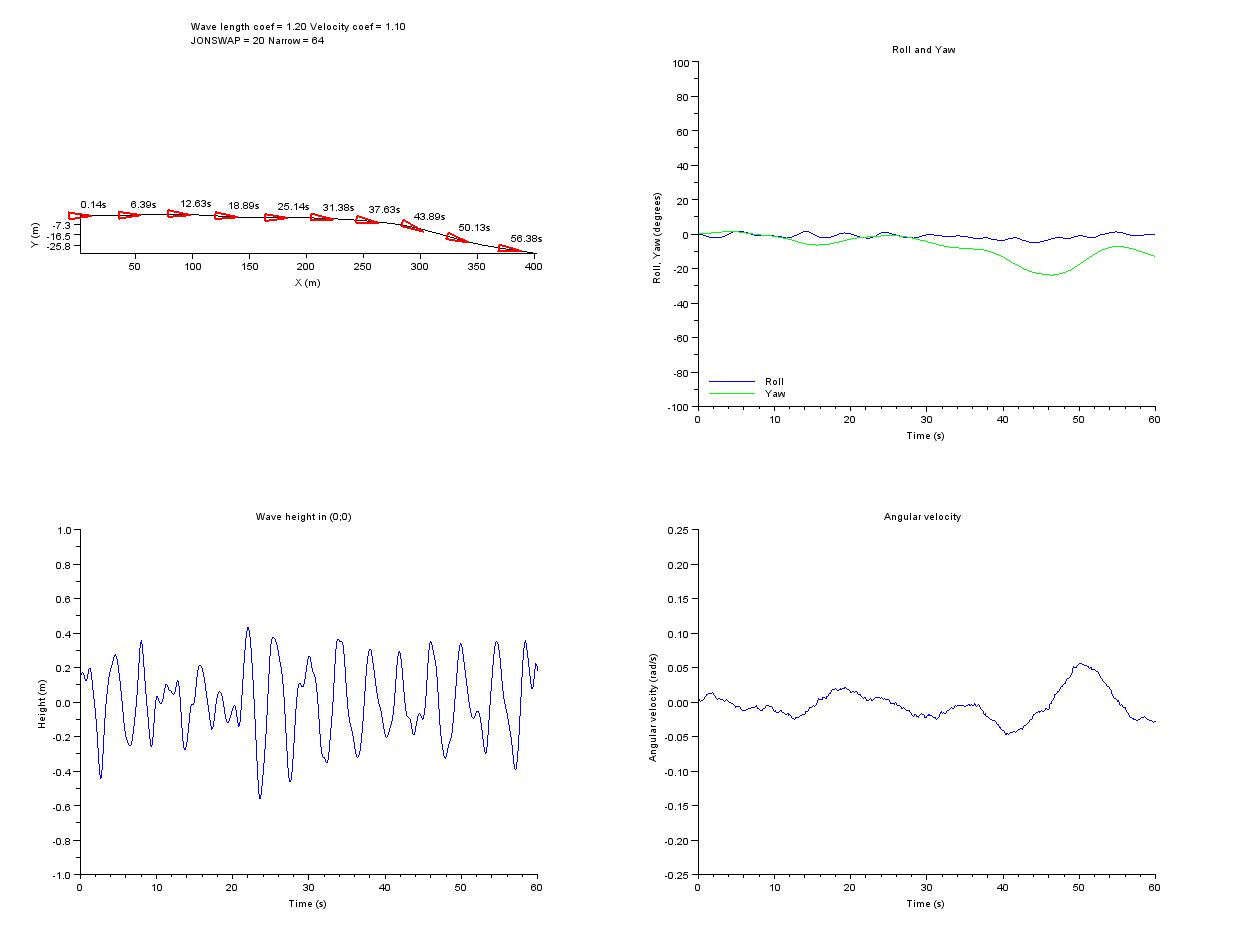 Wave length coef = 1.20 Velocity coef = 1.10
JONSWAP = 20 Narrow = 64
0.14s 6.39s 12.63s 18.89s 25.14s 31.38s 37.63s 43.89s 50.13s 56.38s
Y (m)
-7.3
-16.5
-25.8
50 100 150 200 250 300 350 400
X (m)
Roll and Yaw
Roll, Yaw (degrees)
100
80
60
40
20
0
-20
-40
-60
-80
-100
Roll
Yaw
0 10 20 30 40 50 60
Time (s)
Wave height in (0;0)
Height (m)
1.0
0.8
0.6
0.4
0.2
0.0
-0.2
-0.4
-0.6
-0.8
-1.0
0 10 20 30 40 50 60
Time (s)
Angular velocity
Angular velocity (rad/s)
0.25
0.20
0.15
0.10
0.05
0.00
-0.05
-0.10
-0.15
-0.20
-0.25
0 10 20 30 40 50 60
Time (s)